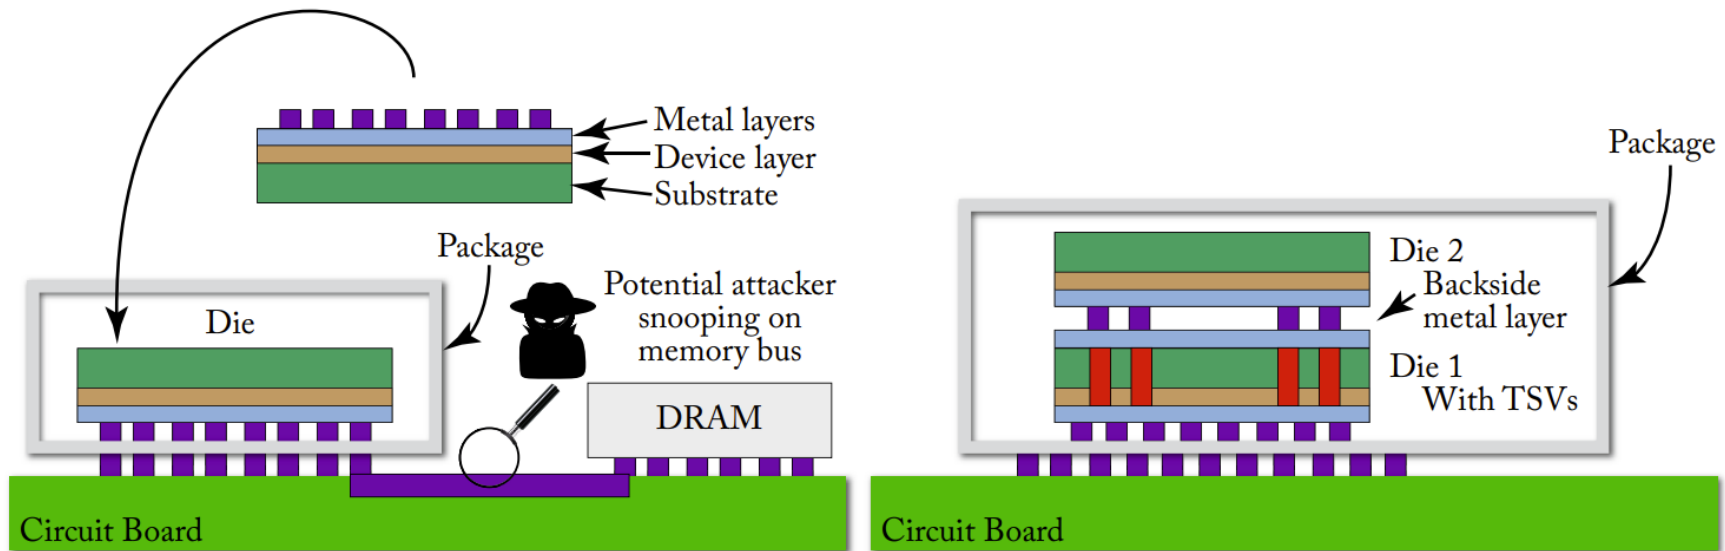 Metal layers
Device layer
Substrate
Package
Die
Potential attacker
snooping on
memory bus
DRAM
Circuit Board
Package
Die 2
Backside
metal layer
Die 1
With TSVs
Circuit Board